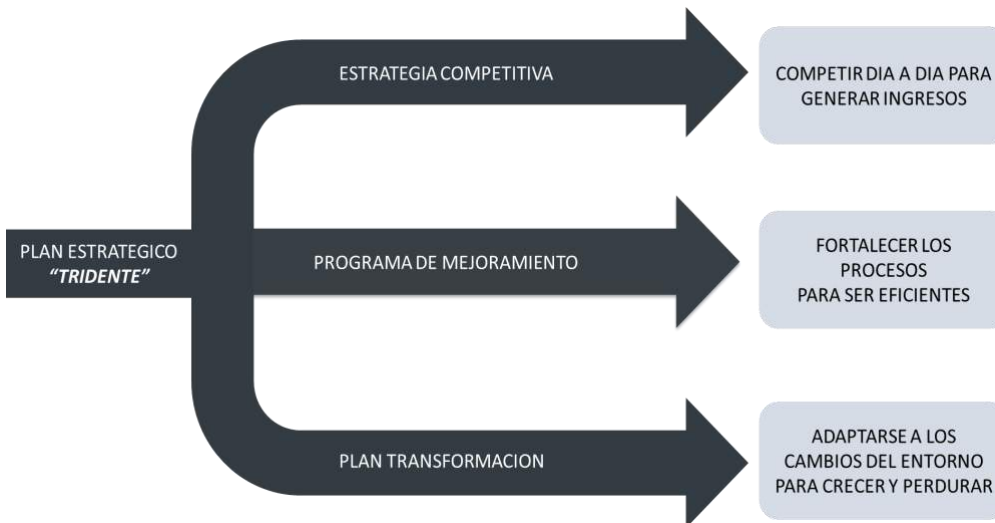 ESTRATEGIA COMPETITIVA
COMPETIR DIA A DIA PARA
GENERAR INGRESOS
PLAN ESTRATEGICO
“TRIDENTE”
PROGRAMA DE MEJORAMIENTO
FORTALECER LOS
PROCESOS
PARA SER EFICIENTES
PLAN TRANSFORMACION
ADAPTARSE A LOS
CAMBIOS DEL ENTORNO
PARA CRECER Y PERDURAR